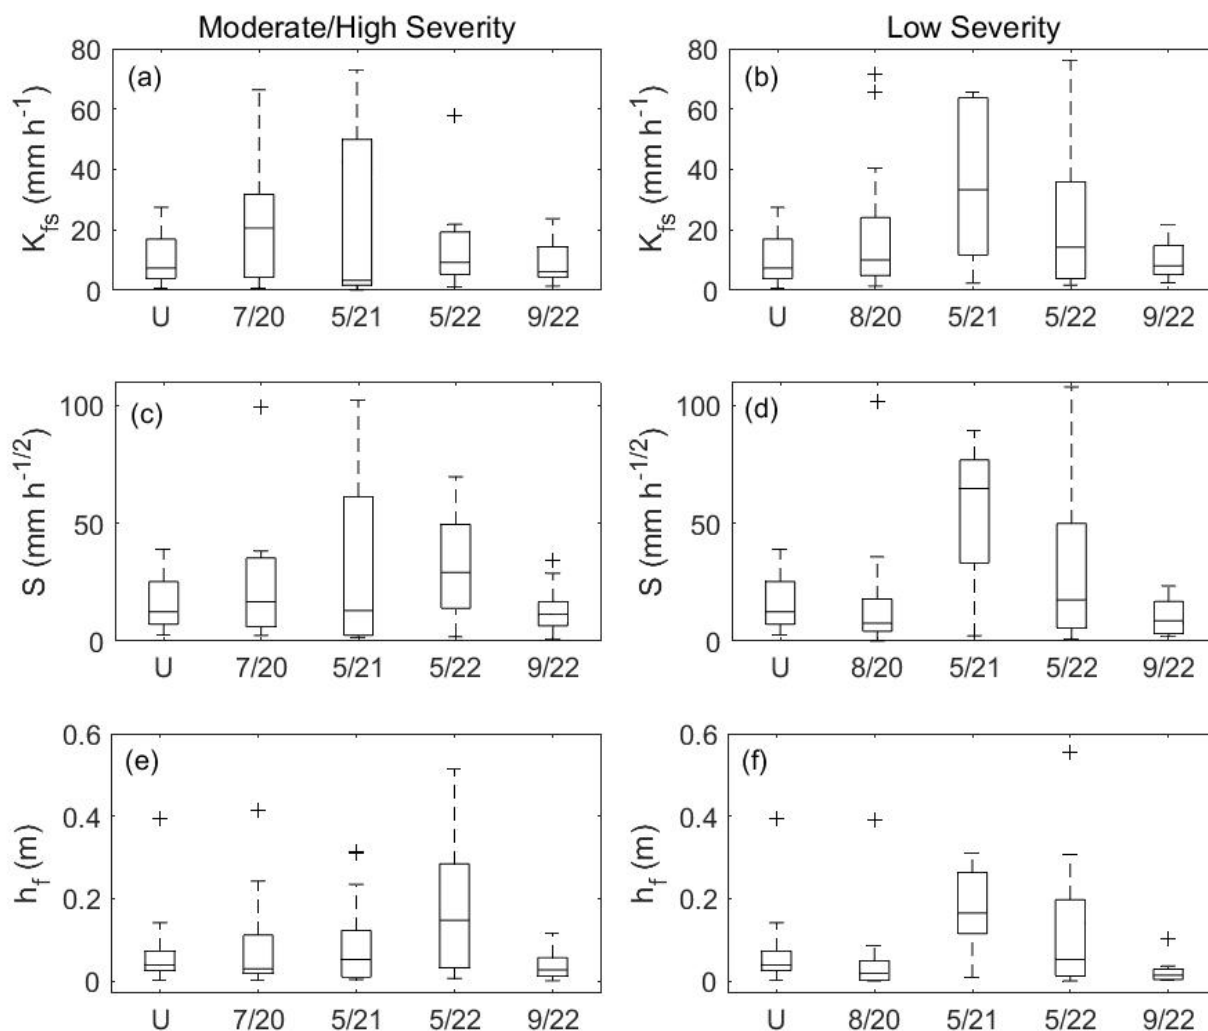 Moderate/High Severity
Low Severity
(a)
80
60
40
20
0
K_fs (mm h^-1)
U 7/20 5/21 5/22 9/22
(b)
80
60
40
20
0
K_fs (mm h^-1)
U 8/20 5/21 5/22 9/22
(c)
100
50
0
S (mm h^-1/2)
U 7/20 5/21 5/22 9/22
(d)
100
50
0
S (mm h^-1/2)
U 8/20 5/21 5/22 9/22
(e)
0.6
0.4
0.2
0
h_f (m)
U 7/20 5/21 5/22 9/22
(f)
0.6
0.4
0.2
0
h_f (m)
U 8/20 5/21 5/22 9/22